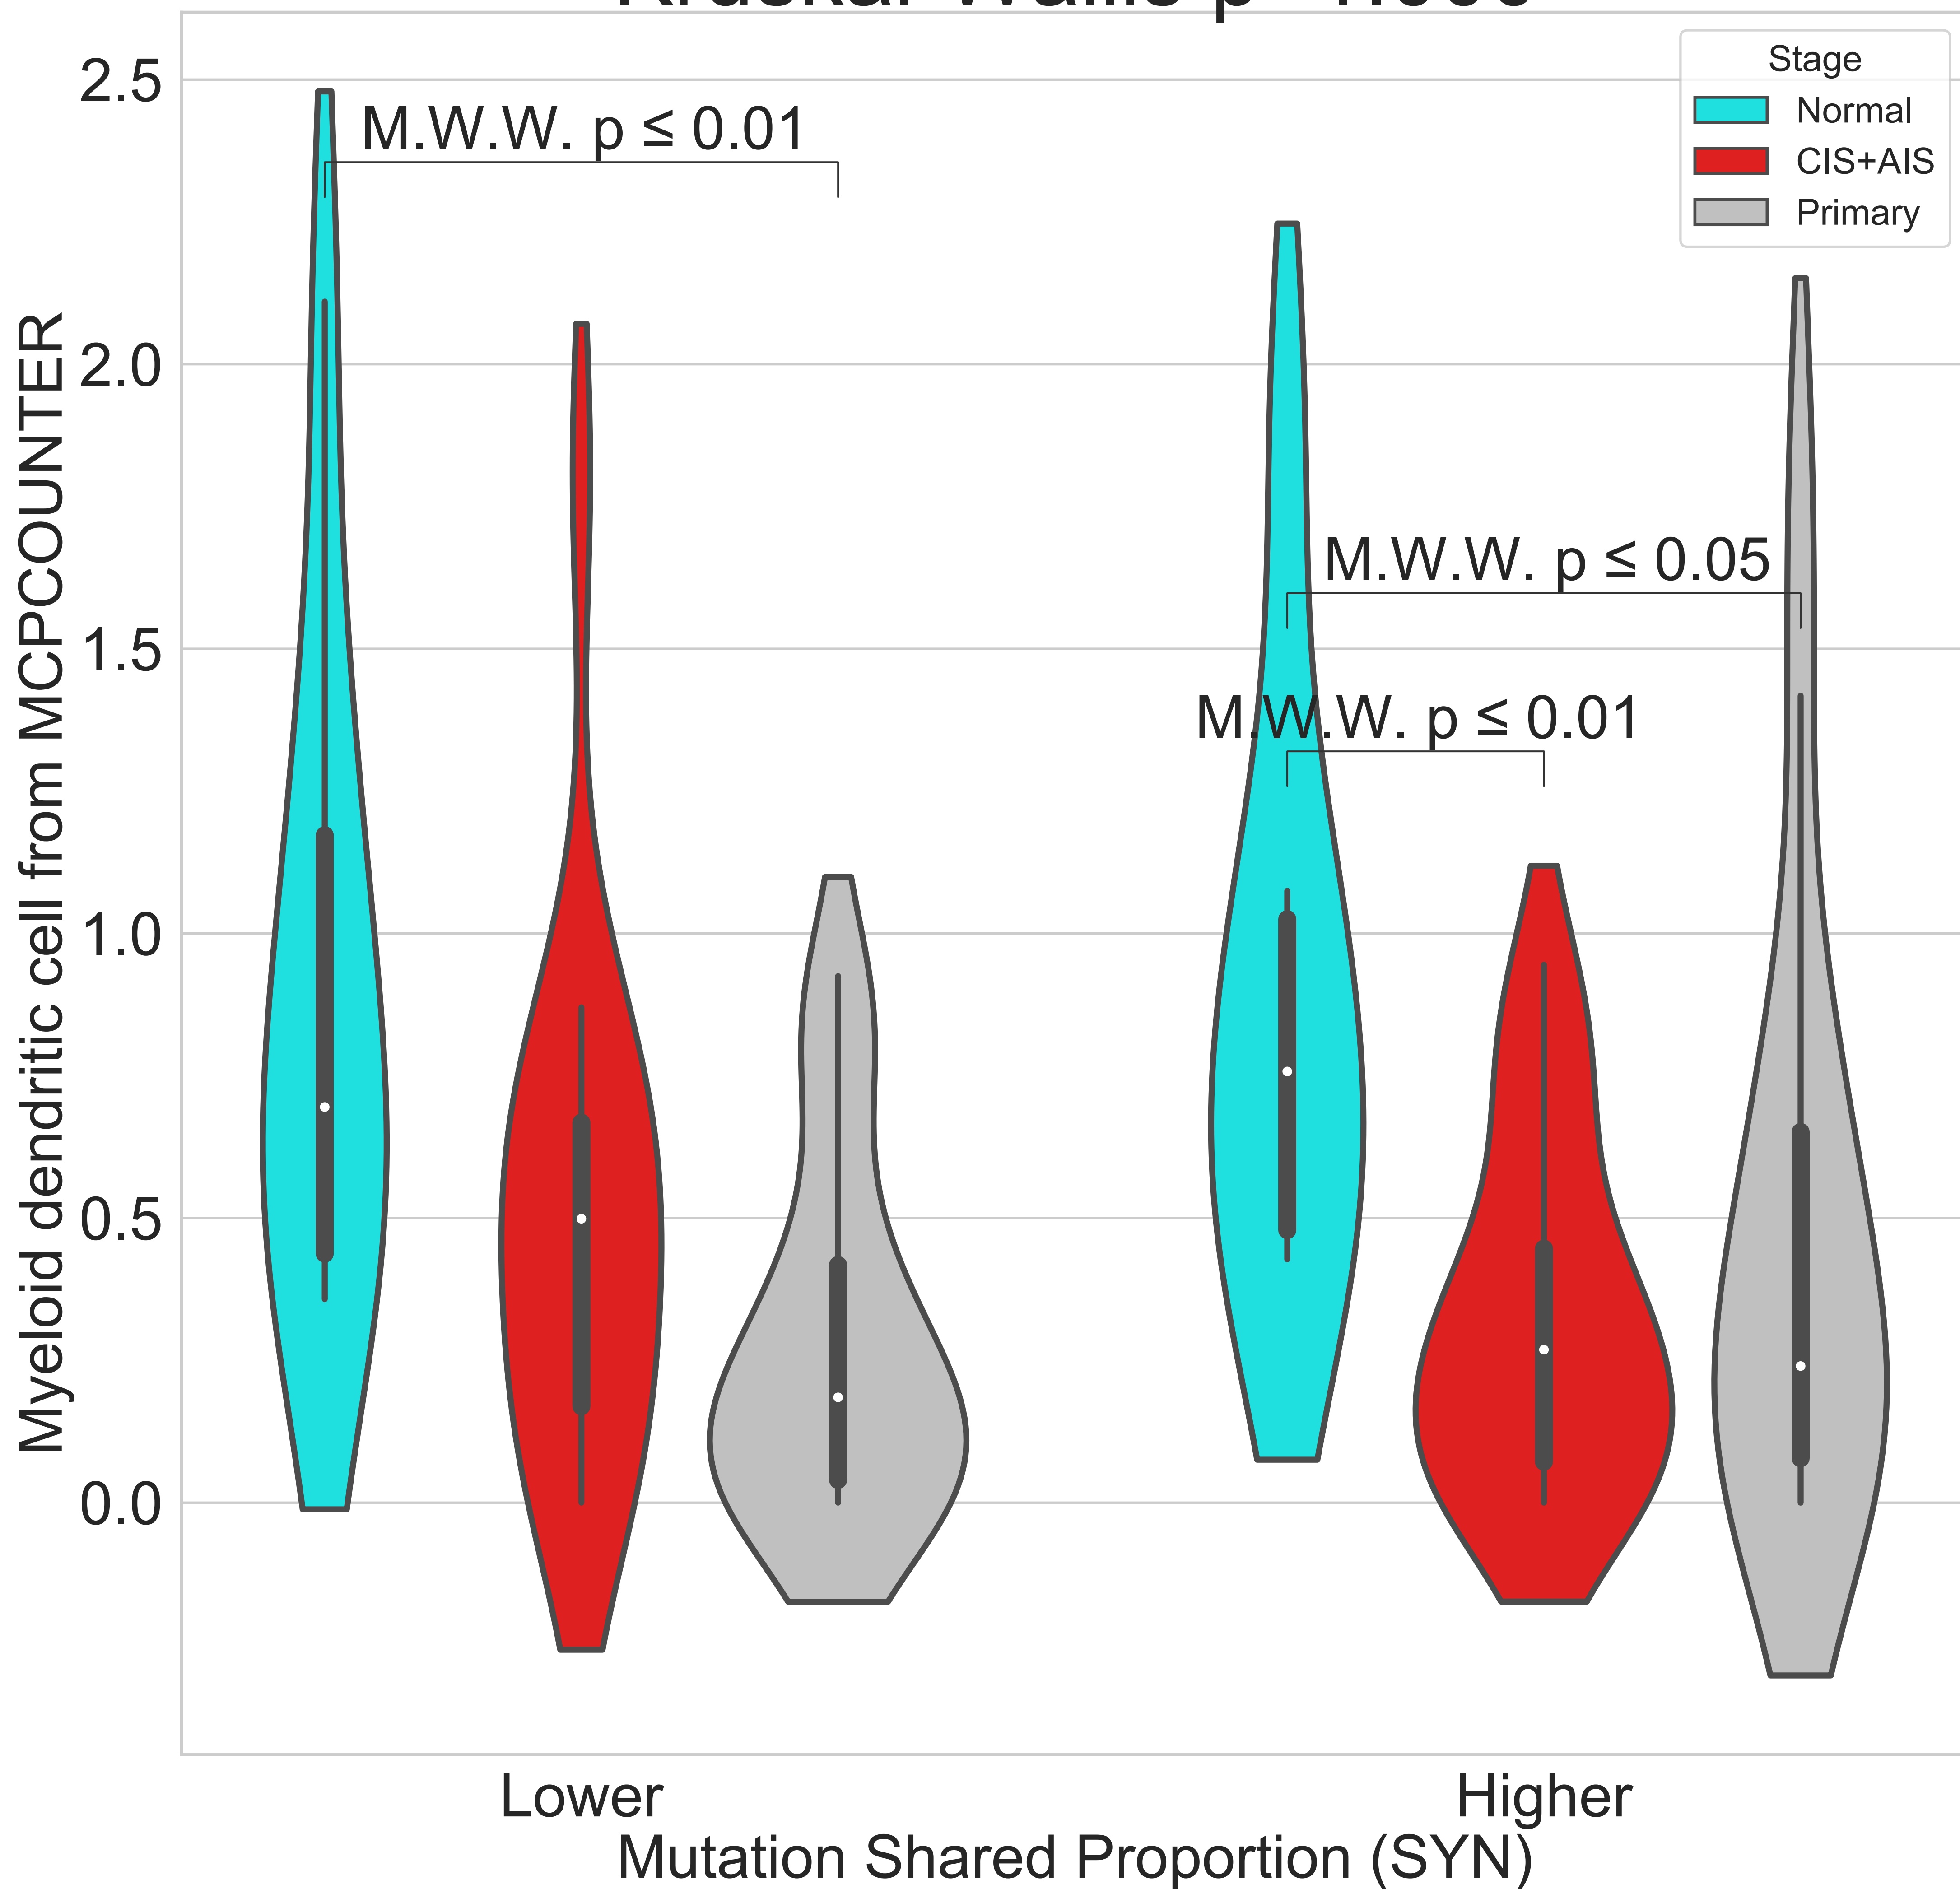 2.5
2.0
1.5
1.0
0.5
0.0
Myeloid dendritic cell from MCPCOUNTER
M.W.W. p ≤ 0.01
M.W.W. p ≤ 0.05
M.W.W. p ≤ 0.01
Stage
Normal
CIS+AIS
Primary
Lower
Higher
Mutation Shared Proportion (SYN)